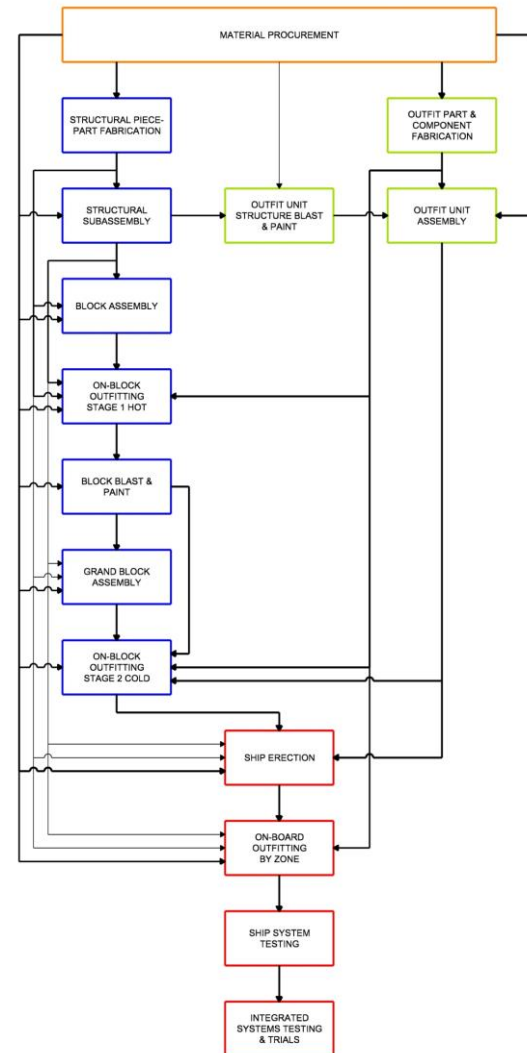 MATERIAL PROCUREMENT
STRUCTURAL PIECE-
PART FABRICATION
OUTFIT PART &
COMPONENT
FABRICATION
STRUCTURAL
SUBASSEMBLY
OUTFIT UNIT
STRUCTURE BLAST
& PAINT
OUTFIT UNIT
ASSEMBLY
BLOCK ASSEMBLY
ON-BLOCK
OUTFITTING
STAGE 1 HOT
BLOCK BLAST &
PAINT
GRAND BLOCK
ASSEMBLY
ON-BLOCK
OUTFITTING
STAGE 2 COLD
SHIP ERECTION
ON-BOARD
OUTFITTING
BY ZONE
SHIP SYSTEM
TESTING
INTEGRATED
SYSTEMS TESTING
& TRIALS